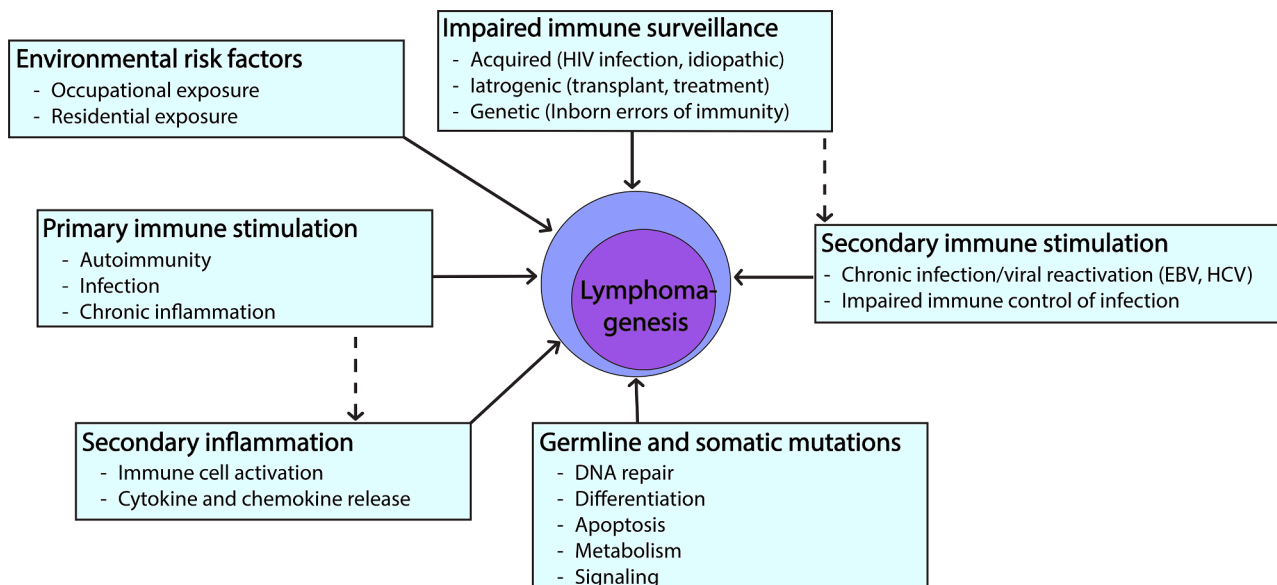 Impaired immune surveillance
- Acquired (HIV infection, idiopathic)
- Iatrogenic (transplant, treatment)
- Genetic (Inborn errors of immunity)
Environmental risk factors
- Occupational exposure
- Residential exposure
Primary immune stimulation
- Autoimmunity
- Infection
- Chronic inflammation
Lymphoma-
genesis
Secondary immune stimulation
- Chronic infection/viral reactivation (EBV, HCV)
- Impaired immune control of infection
Secondary inflammation
- Immune cell activation
- Cytokine and chemokine release
Germline and somatic mutations
- DNA repair
- Differentiation
- Apoptosis
- Metabolism
- Signaling